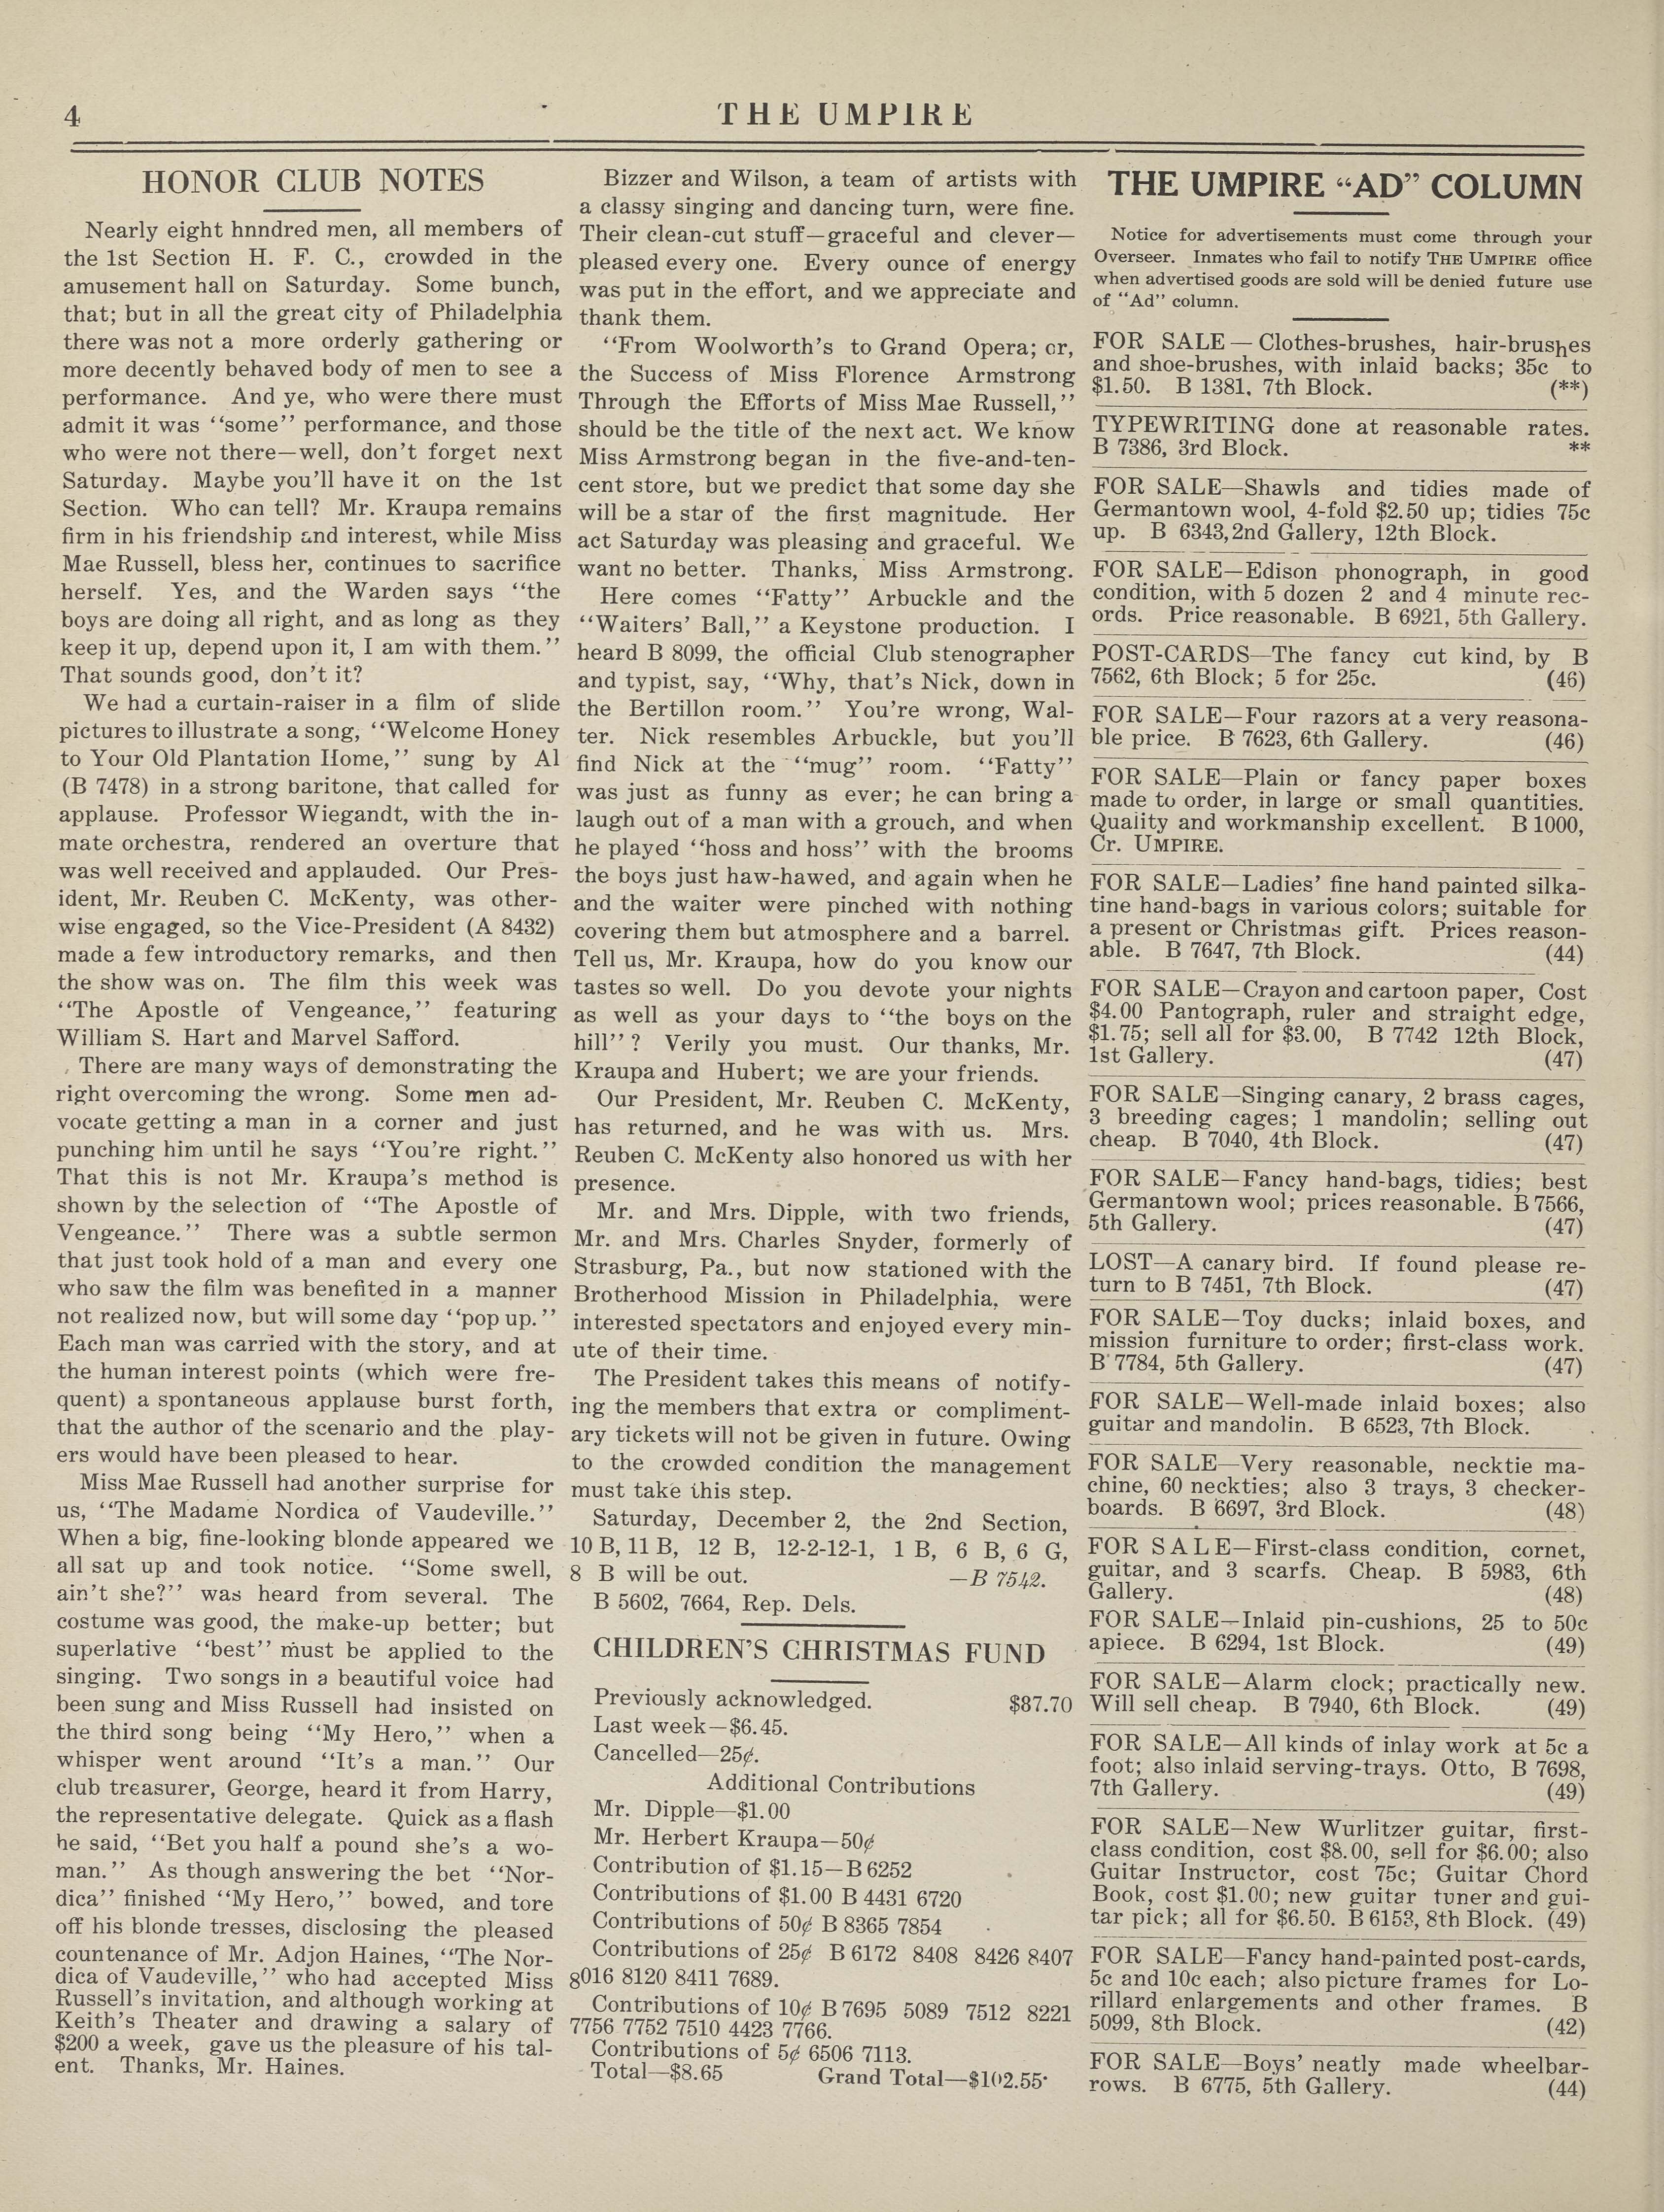 4
THE UMPIRE
HONOR CLUB NOTES
Nearly eight hnndred men, all members of
the 1st Section H. F. C., crowded in the
amusement hall on Saturday. Some bunch,
that; but in all the great city of Philadelphia
there was not a more orderly gathering or
more decently behaved body of men to see a
performance. And ye, who were there must
admit it was ‘‘some’’ performance, and those
who were not there—well, don’t forget next
Saturday. Maybe you’ll have it on the 1st
Section. Who can tell? Mr. Kraupa remains
firm in his friendship and interest, while Miss
Mae Russell, bless her, continues to sacrifice
herself. Yes, and the Warden says ‘‘the
boys are doing all right, and as long as they
keep it up, depend upon it, I am with them.’’
That sounds good, don’t it?
We had a curtain-raiser in a film of slide
pictures to illustrate a song, ‘‘Welcome Honey
to Your Old Plantation Home,’’ sung by Al
(B 7478) in a strong baritone, that called for
applause. Professor Wiegandt, with the in-
mate orchestra, rendered an overture that
was well received and applauded. Our Pres-
ident, Mr. Reuben C. McKenty, was other-
wise engaged, so the Vice-President (A 8432)
made a few introductory remarks, and then
the show was on. The film this week was
‘‘The Apostle of Vengeance,’’ featuring
William S. Hart and Marvel Safford.
There are many ways of demonstrating the
right overcoming the wrong. Some men ad-
vocate getting a man in a corner and just
punching him until he says ‘‘You’re right.’’
That this is not Mr. Kraupa’s method is
shown by the selection of ‘‘The Apostle of
Vengeance.’’ There was a subtle sermon
that just took hold of a man and every one
who saw the film was benefited in a manner
not realized now, but will some day ‘‘pop up.’’
Each man was carried with the story, and at
the human interest points (which were fre-
quent) a spontaneous applause burst forth,
that the author of the scenario and the play-
ers would have been pleased to hear.
Miss Mae Russell had another surprise for
us, ‘‘The Madame Nordica of Vaudeville.’’
When a big, fine-looking blonde appeared we
all sat up and took notice. ‘‘Some swell,
ain’t she?’’ was heard from several. The
costume was good, the make-up better; but
superlative ‘‘best’’ must be applied to the
singing. Two songs in a beautiful voice had
been sung and Miss Russell had insisted on
the third song being ‘‘My Hero,’’ when a
whisper went around ‘‘It’s a man.’’ Our
club treasurer, George, heard it from Harry,
the representative delegate. Quick as a flash
he said, ‘‘Bet you half a pound she’s a wo-
man.’’ As though answering the bet ‘‘Nor-
dica’’ finished ‘‘My Hero,’’ bowed, and tore
off his blonde tresses, disclosing the pleased
countenance of Mr. Adjon Haines, ‘‘The Nor-
dica of Vaudeville,’’ who had accepted Miss
Russell’s invitation, and although working at
Keith’s Theater and drawing a salary of
$200 a week, gave us the pleasure of his tal-
ent. Thanks, Mr. Haines.
Bizzer and Wilson, a team of artists with
a classy singing and dancing turn, were fine.
Their clean-cut stuff—graceful and clever—
pleased every one. Every ounce of energy
was put in the effort, and we appreciate and
thank them.
‘‘From Woolworth’s to Grand Opera; or,
the Success of Miss Florence Armstrong
Through the Efforts of Miss Mae Russell,’’
should be the title of the next act. We know
Miss Armstrong began in the five-and-ten-
cent store, but we predict that some day she
will be a star of the first magnitude. Her
act Saturday was pleasing and graceful. We
want no better. Thanks, Miss Armstrong.
Here comes ‘‘Fatty’’ Arbuckle and the
‘‘Waiters’ Ball,’’ a Keystone production. I
heard B 8099, the official Club stenographer
and typist, say, ‘‘Why, that’s Nick, down in
the Bertillon room.’’ You’re wrong, Wal-
ter. Nick resembles Arbuckle, but you’ll
find Nick at the ‘‘mug’’ room. ‘‘Fatty’’
was just as funny as ever; he can bring a
laugh out of a man with a grouch, and when
he played ‘‘hoss and hoss’’ with the brooms
the boys just haw-hawed, and again when he
and the waiter were pinched with nothing
covering them but atmosphere and a barrel.
Tell us, Mr. Kraupa, how do you know our
tastes so well. Do you devote your nights
as well as your days to ‘‘the boys on the
hill’’? Verily you must. Our thanks, Mr.
Kraupa and Hubert; we are your friends.
Our President, Mr. Reuben C. McKenty,
has returned, and he was with us. Mrs.
Reuben C. McKenty also honored us with her
presence.
Mr. and Mrs. Dipple, with two friends,
Mr. and Mrs. Charles Snyder, formerly of
Strasburg, Pa., but now stationed with the
Brotherhood Mission in Philadelphia, were
interested spectators and enjoyed every min-
ute of their time.
The President takes this means of notify-
ing the members that extra or compliment-
ary tickets will not be given in future. Owing
to the crowded condition the management
must take this step.
Saturday, December 2, the 2nd Section,
10 B, 11 B, 12 B, 12-2-12-1, 1 B, 6 B, 6 G,
8 B will be out. —B 7542.
B 5602, 7664, Rep. Dels.
CHILDREN’S CHRISTMAS FUND
Previously acknowledged. $87.70
Last week—$6.45.
Cancelled—25¢.
Additional Contributions
Mr. Dipple—$1.00
Mr. Herbert Kraupa—50¢
Contribution of $1.15—B 6252
Contributions of $1.00 B 4431 6720
Contributions of 50¢ B 8365 7854
Contributions of 25¢ B 6172 8408 8426 8407
8016 8120 8411 7689.
Contributions of 10¢ B 7695 5089 7512 8221
7756 7752 7510 4423 7766.
Contributions of 5¢ 6506 7113.
Total—$8.65 Grand Total—$102.55
THE UMPIRE “AD” COLUMN
Notice for advertisements must come through your
Overseer. Inmates who fail to notify THE UMPIRE office
when advertised goods are sold will be denied future use
of ‘‘Ad’’ column.
FOR SALE — Clothes-brushes, hair-brushes
and shoe-brushes, with inlaid backs; 35c to
$1.50. B 1381, 7th Block. (**)
TYPEWRITING done at reasonable rates.
B 7386, 3rd Block. **
FOR SALE—Shawls and tidies made of
Germantown wool, 4-fold $2.50 up; tidies 75c
up. B 6343, 2nd Gallery, 12th Block.
FOR SALE—Edison phonograph, in good
condition, with 5 dozen 2 and 4 minute rec-
ords. Price reasonable. B 6921, 5th Gallery.
POST-CARDS—The fancy cut kind, by B
7562, 6th Block; 5 for 25c. (46)
FOR SALE—Four razors at a very reasona-
ble price. B 7623, 6th Gallery. (46)
FOR SALE—Plain or fancy paper boxes
made to order, in large or small quantities.
Quality and workmanship excellent. B 1000,
Cr. UMPIRE.
FOR SALE—Ladies’ fine hand painted silka-
tine hand-bags in various colors; suitable for
a present or Christmas gift. Prices reason-
able. B 7647, 7th Block. (44)
FOR SALE—Crayon and cartoon paper, Cost
$4.00 Pantograph, ruler and straight edge,
$1.75; sell all for $3.00, B 7742 12th Block,
1st Gallery. (47)
FOR SALE—Singing canary, 2 brass cages,
3 breeding cages; 1 mandolin; selling out
cheap. B 7040, 4th Block. (47)
FOR SALE—Fancy hand-bags, tidies; best
Germantown wool; prices reasonable. B 7566,
5th Gallery. (47)
LOST—A canary bird. If found please re-
turn to B 7451, 7th Block. (47)
FOR SALE—Toy ducks; inlaid boxes, and
mission furniture to order; first-class work.
B 7784, 5th Gallery. (47)
FOR SALE—Well-made inlaid boxes; also
guitar and mandolin. B 6523, 7th Block.
FOR SALE—Very reasonable, necktie ma-
chine, 60 neckties; also 3 trays, 3 checker-
boards. B 6697, 3rd Block. (48)
FOR SALE—First-class condition, cornet,
guitar, and 3 scarfs. Cheap. B 5983, 6th
Gallery. (48)
FOR SALE—Inlaid pin-cushions, 25 to 50c
apiece. B 6294, 1st Block. (49)
FOR SALE—Alarm clock; practically new.
Will sell cheap. B 7940, 6th Block. (49)
FOR SALE—All kinds of inlay work at 5c a
foot; also inlaid serving-trays. Otto, B 7698,
7th Gallery. (49)
FOR SALE—New Wurlitzer guitar, first-
class condition, cost $8.00, sell for $6.00; also
Guitar Instructor, cost 75c; Guitar Chord
Book, cost $1.00; new guitar tuner and gui-
tar pick; all for $6.50. B 6153, 8th Block. (49)
FOR SALE—Fancy hand-painted post-cards,
5c and 10c each; also picture frames for Lo-
rillard enlargements and other frames. B
5099, 8th Block. (42)
FOR SALE—Boys’ neatly made wheelbar-
rows. B 6775, 5th Gallery. (44)